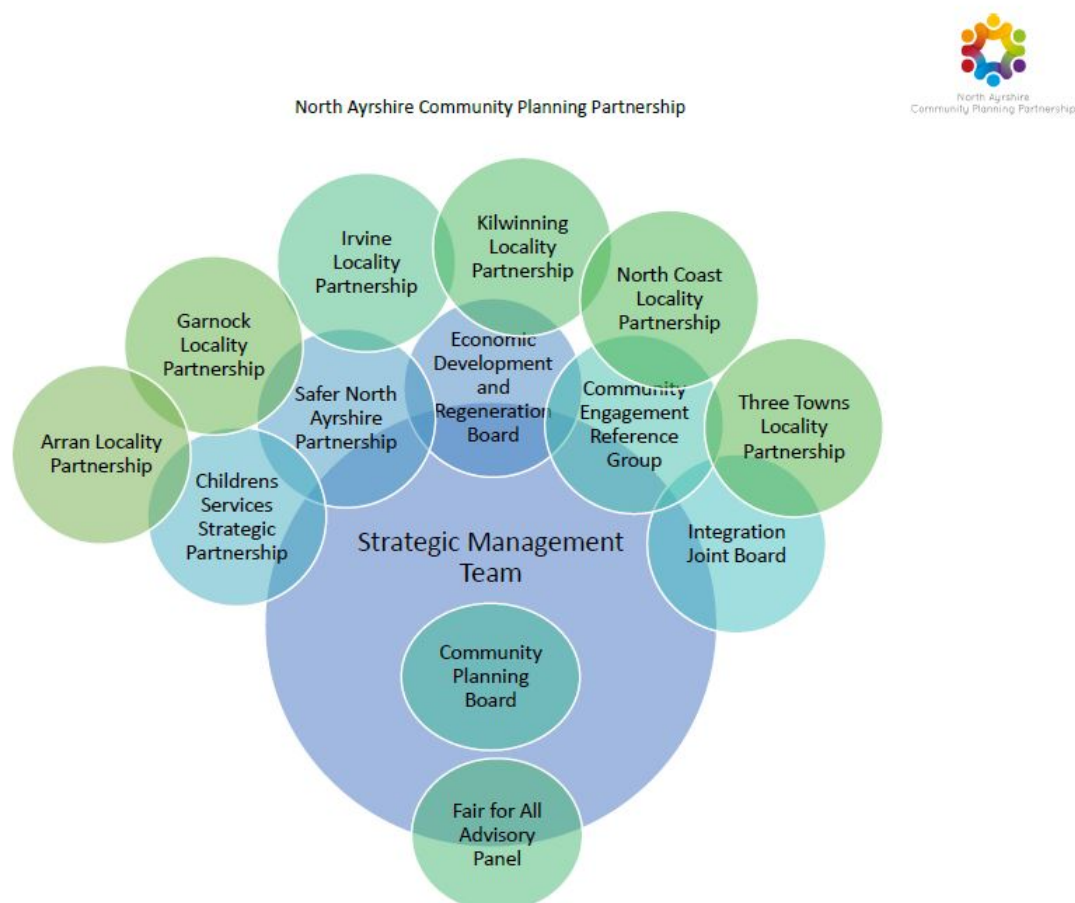 North Ayrshire
Community Planning Partnership
North Ayrshire Community Planning Partnership
Kilwinning
Locality
Partnership
Irvine
Locality
Partnership
North Coast
Locality
Partnership
Garnock
Locality
Partnership
Economic
Development
and
Regeneration
Board
Safer North
Ayrshire
Partnership
Community
Engagement
Reference
Group
Three Towns
Locality
Partnership
Arran Locality
Partnership
Childrens
Services
Strategic
Partnership
Integration
Joint Board
Strategic Management
Team
Community
Planning
Board
Fair for All
Advisory
Panel